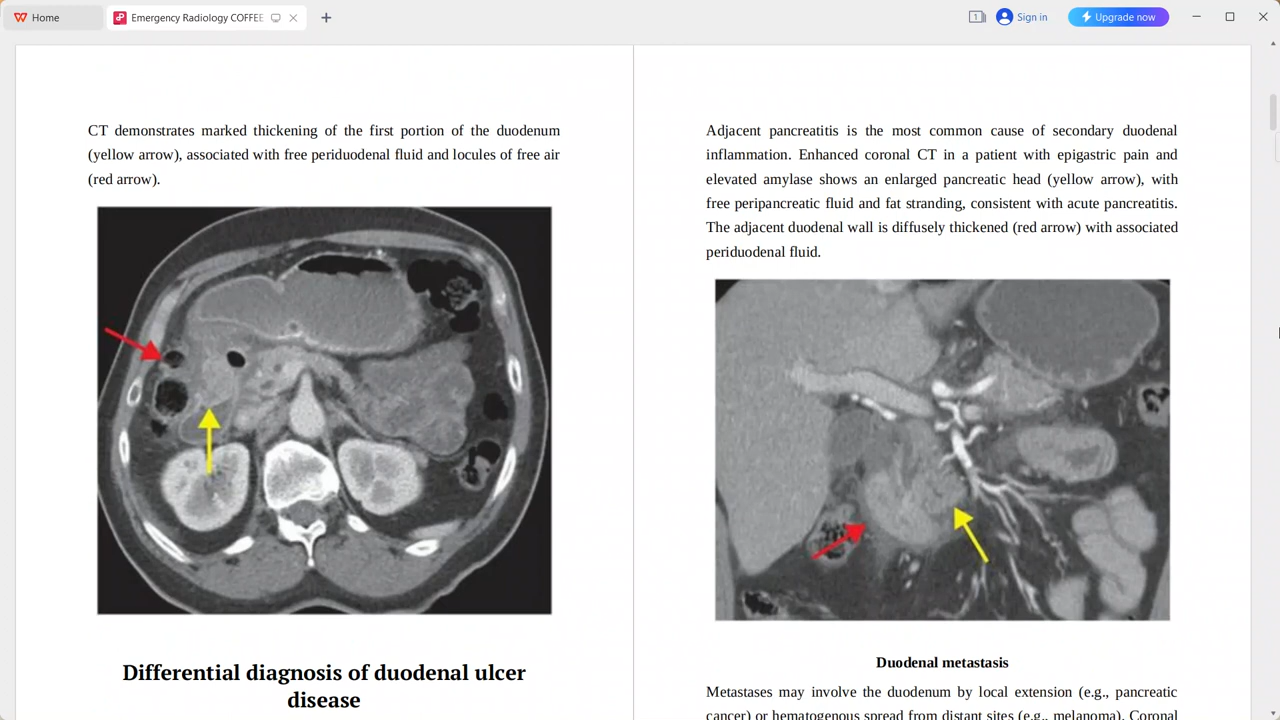 Home
Emergency Radiology COFFEE
1
Sign in
Upgrade now
CT demonstrates marked thickening of the first portion of the duodenum
(yellow arrow), associated with free periduodenal fluid and locules of free air
(red arrow).
Differential diagnosis of duodenal ulcer
disease
Adjacent pancreatitis is the most common cause of secondary duodenal
inflammation. Enhanced coronal CT in a patient with epigastric pain and
elevated amylase shows an enlarged pancreatic head (yellow arrow), with
free peripancreatic fluid and fat stranding, consistent with acute pancreatitis.
The adjacent duodenal wall is diffusely thickened (red arrow) with associated
periduodenal fluid.
Duodenal metastasis
Metastases may involve the duodenum by local extension (e.g., pancreatic
cancer) or hematogenous spread from distant sites (e.g., melanoma). Coronal